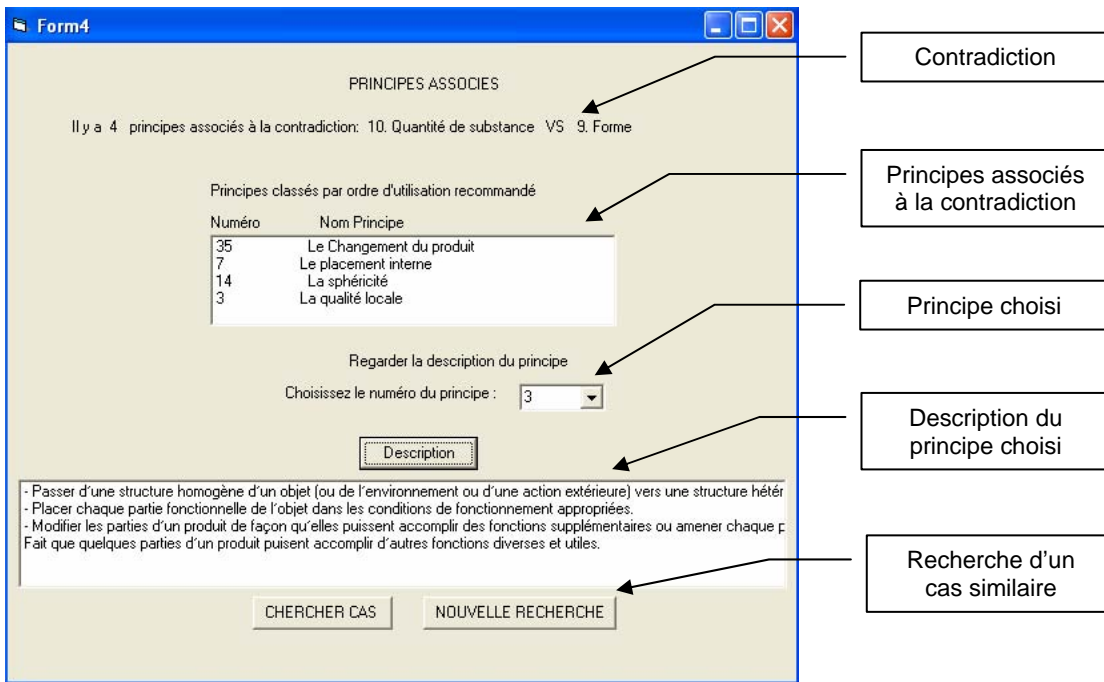 Form4
PRINCIPES ASSOCIES
Il y a 4 principes associés à la contradiction: 10. Quantité de substance VS 9. Forme
Principes classés par ordre d'utilisation recommandé
Numéro Nom Principe
35 Le Changement du produit
7 Le placement interne
14 La sphéricité
3 La qualité locale
Regarder la description du principe
Choisissez le numéro du principe : 3
Description
- Passer d'une structure homogène d'un objet (ou de l'environnement ou d'une action extérieure) vers une structure hétér
- Placer chaque partie fonctionnelle de l'objet dans les conditions de fonctionnement appropriées.
- Modifier les parties d'un produit de façon qu'elles puissent accomplir des fonctions supplémentaires ou amener chaque p
Fait que quelques parties d'un produit puisent accomplir d'autres fonctions diverses et utiles.
CHERCHER CAS NOUVELLE RECHERCHE
Contradiction
Principes associés
à la contradiction
Principe choisi
Description du
principe choisi
Recherche d'un
cas similaire